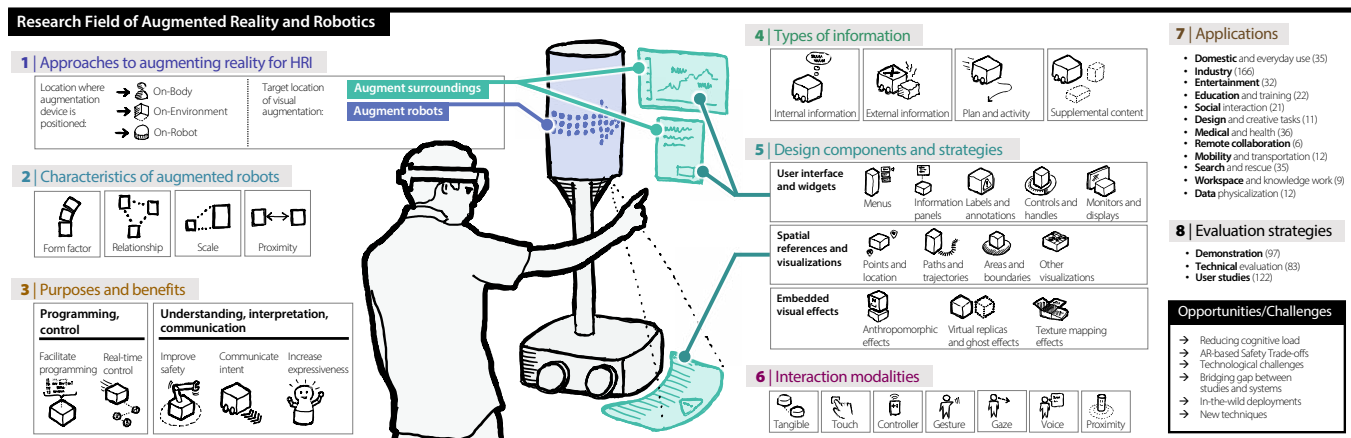 Research Field of Augmented Reality and Robotics
1 | Approaches to augmenting reality for HRI
Location where
augmentation
device is
positioned:
On-Body
On-Environment
On-Robot
Target location
of visual
augmentation:
Augment surroundings
Augment robots
2 | Characteristics of augmented robots
Form factor
Relationship
Scale
Proximity
3 | Purposes and benefits
Programming,
control
Facilitate
programming
Real-time
control
Understanding, interpretation,
communication
Improve
safety
Communicate
intent
Increase
expressiveness
4 | Types of information
Internal information
External information
Plan and activity
Supplemental content
5 | Design components and strategies
User interface
and widgets
Menus
Information
panels
Labels and
annotations
Controls and
handles
Monitors and
displays
Spatial
references and
visualizations
Points and
location
Paths and
trajectories
Areas and
boundaries
Other
visualizations
Embedded
visual effects
Anthropomorphic
effects
Virtual replicas
and ghost effects
Texture mapping
effects
6 | Interaction modalities
Tangible
Touch
Controller
Gesture
Gaze
Voice
Proximity
7 | Applications
• Domestic and everyday use (35)
• Industry (166)
• Entertainment (32)
• Education and training (22)
• Social interaction (21)
• Design and creative tasks (11)
• Medical and health (36)
• Remote collaboration (6)
• Mobility and transportation (12)
• Search and rescue (35)
• Workspace and knowledge work (9)
• Data physicalization (12)
8 | Evaluation strategies
• Demonstration (97)
• Technical evaluation (83)
• User studies (122)
Opportunities/Challenges
→ Reducing cognitive load
→ AR-based Safety Trade-offs
→ Technological challenges
→ Bridging gap between
studies and systems
→ In-the-wild deployments
→ New techniques